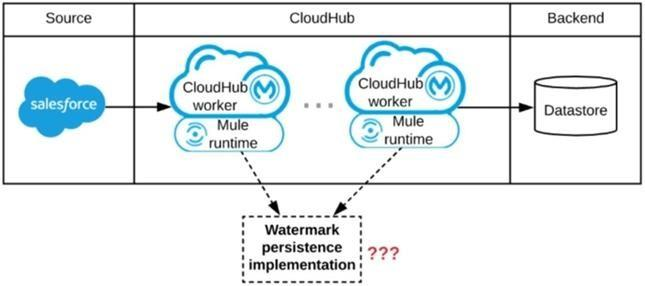 Source
CloudHub
Backend
salesforce
CloudHub
worker
Mule
runtime
...
CloudHub
worker
Mule
runtime
Datastore
Watermark
persistence
implementation
???